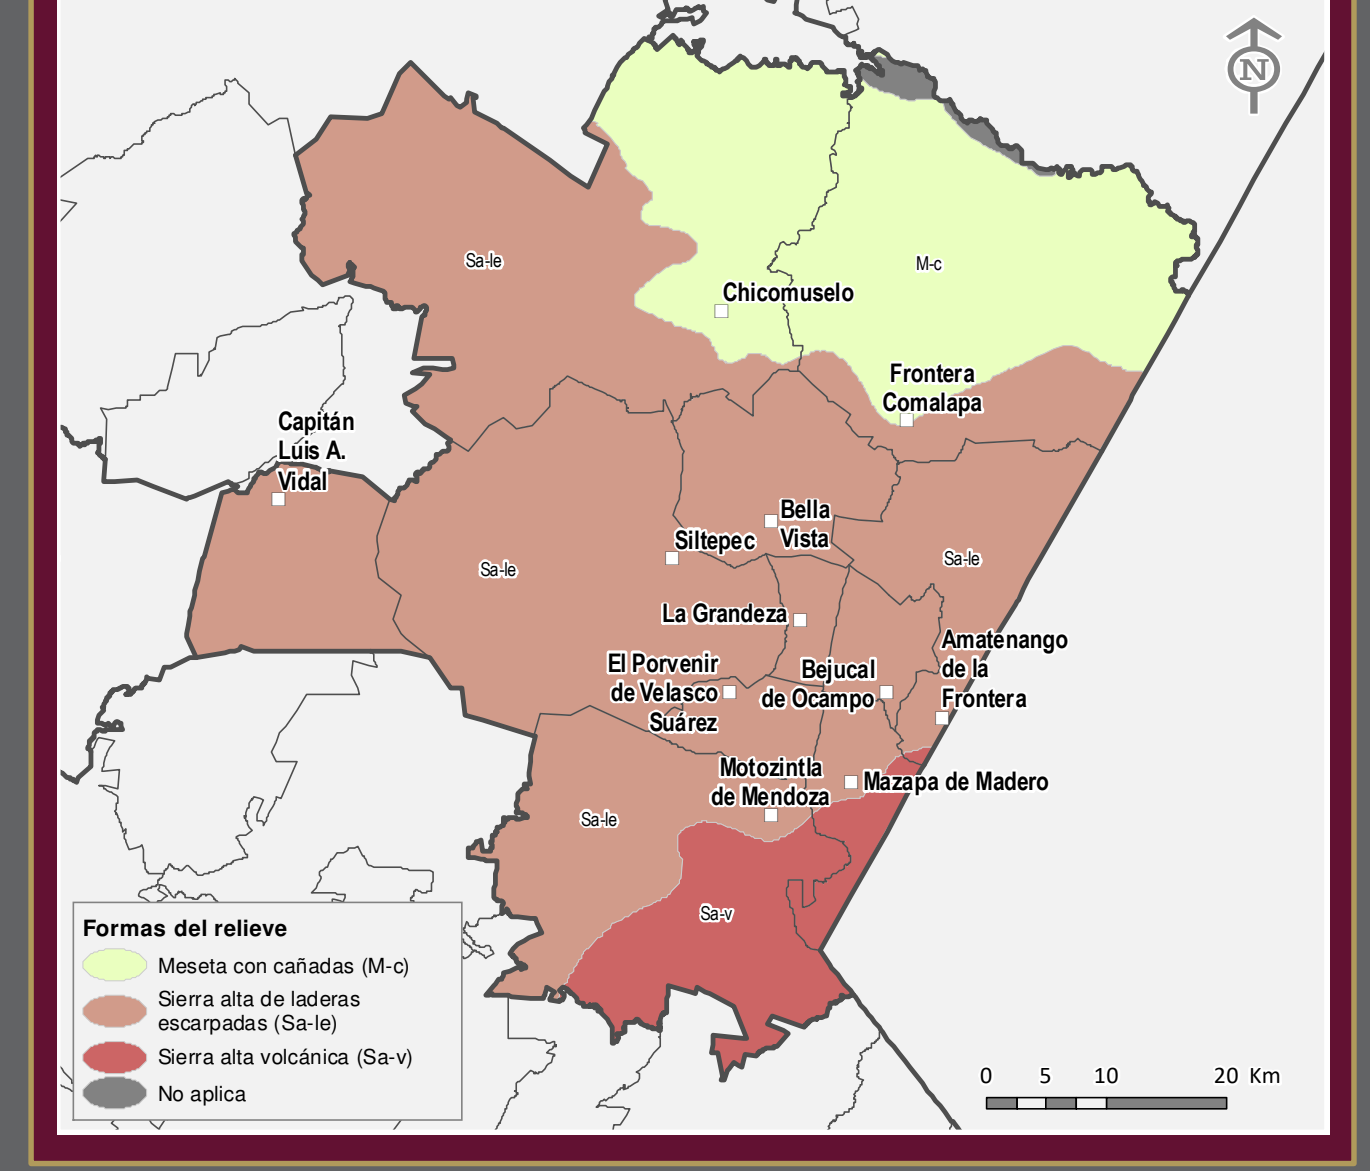 N
Sa-le
M-c
Chicomuselo
Frontera
Comalapa
Capitán
Luis A.
Vidal
Bella
Vista
Siltepec
Sa-le
Sa-le
La Grandeza
Amatenango
de la
Frontera
El Porvenir
de Velasco
Suárez
Bejucal
de Ocampo
Motozintla
de Mendoza
Mazapa de Madero
Sa-le
Sa-v
Formas del relieve
Meseta con cañadas (M-c)
Sierra alta de laderas
escarpadas (Sa-le)
Sierra alta volcánica (Sa-v)
No aplica
0 5 10 20 Km